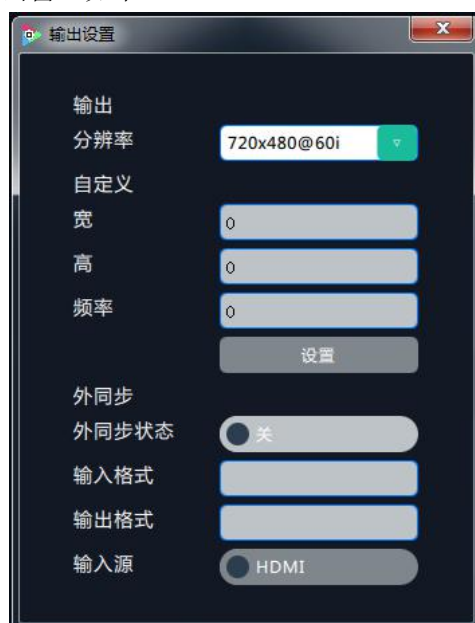 输出设置
输出
分辨率 720x480@60i
自定义
宽 0
高 0
频率 0
设置
外同步
外同步状态 关
输入格式
输出格式
输入源 HDMI